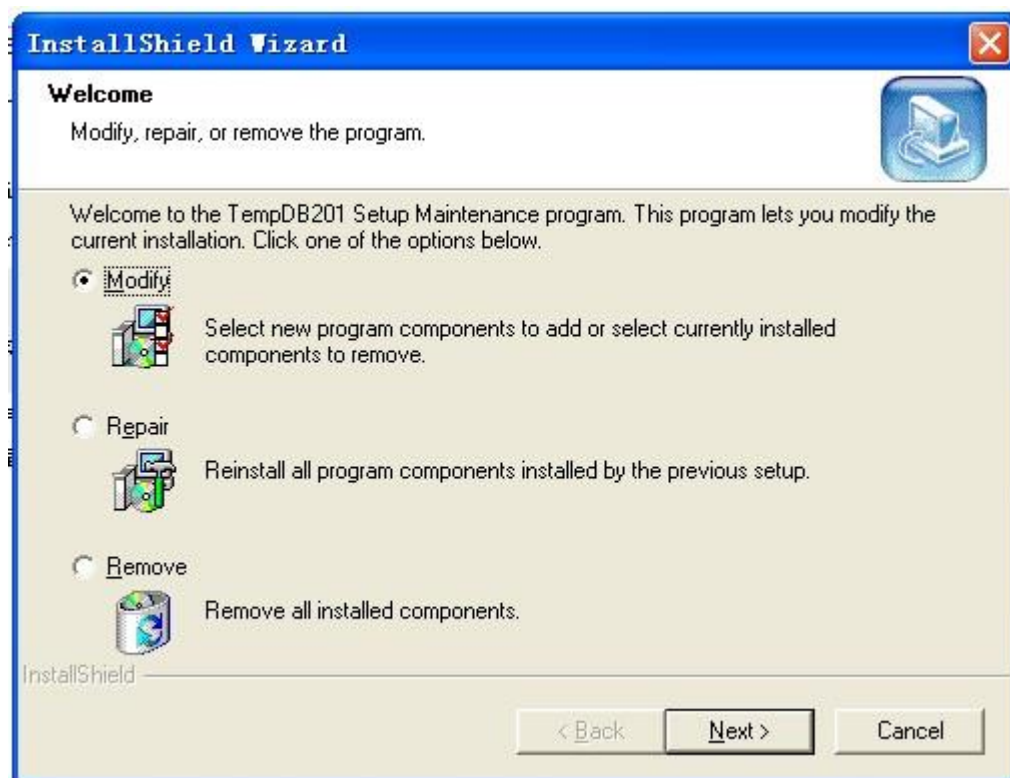 InstallShield Wizard
Welcome
Modify, repair, or remove the program.
Welcome to the TempDB201 Setup Maintenance program. This program lets you modify the
current installation. Click one of the options below.
Modify
Select new program components to add or select currently installed
components to remove.
Repair
Reinstall all program components installed by the previous setup.
Remove
Remove all installed components.
InstallShield
< Back
Next >
Cancel